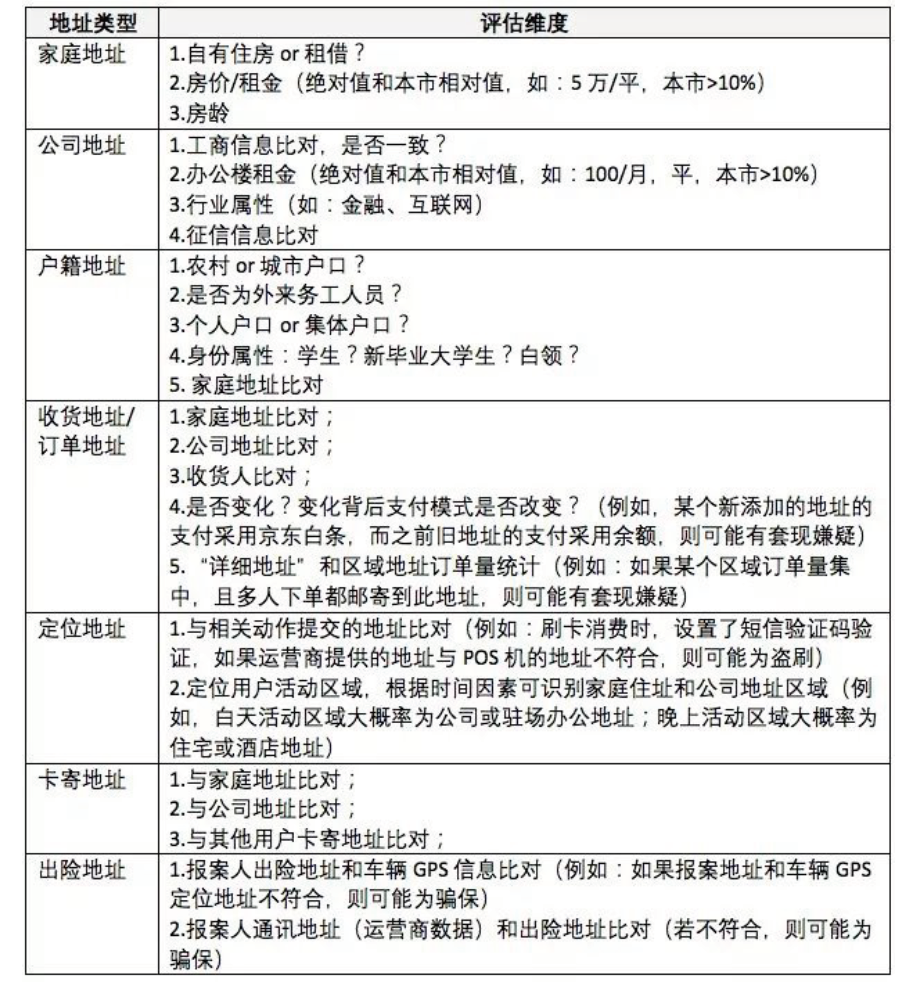 地址类型 评估维度
家庭地址 1.自有住房 or 租借？
2.房价/租金（绝对值和本市相对值，如：5 万/平，本市>10%）
3.房龄
公司地址 1.工商信息比对，是否一致？
2.办公楼租金（绝对值和本市相对值，如：100/月，平，本市>10%）
3.行业属性（如：金融、互联网）
4.征信信息比对
户籍地址 1.农村 or 城市户口？
2.是否为外来务工人员？
3.个人户口 or 集体户口？
4.身份属性：学生？新毕业大学生？白领？
5. 家庭地址比对
收货地址/ 1.家庭地址比对；
订单地址 2.公司地址比对；
3.收货人比对；
4.是否变化？变化背后支付模式是否改变？（例如，某个新添加的地址的
支付采用京东白条，而之前旧地址的支付采用余额，则可能有套现嫌疑）
5.“详细地址”和区域地址订单量统计（例如：如果某个区域订单量集
中，且多人下单都邮寄到此地址，则可能有套现嫌疑）
定位地址 1.与相关动作提交的地址比对（例如：刷卡消费时，设置了短信验证码验
证，如果运营商提供的地址与 POS 机的地址不符合，则可能为盗刷）
2.定位用户活动区域，根据时间因素可识别家庭住址和公司地址区域（例
如，白天活动区域大概率为公司或驻场办公地址；晚上活动区域大概率为
住宅或酒店地址）
卡寄地址 1.与家庭地址比对；
2.与公司地址比对；
3.与其他用户卡寄地址比对；
出险地址 1.报案人出险地址和车辆 GPS 信息比对（例如：如果报案地址和车辆 GPS
定位地址不符合，则可能为骗保）
2.报案人通讯地址（运营商数据）和出险地址比对（若不符合，则可能为
骗保）